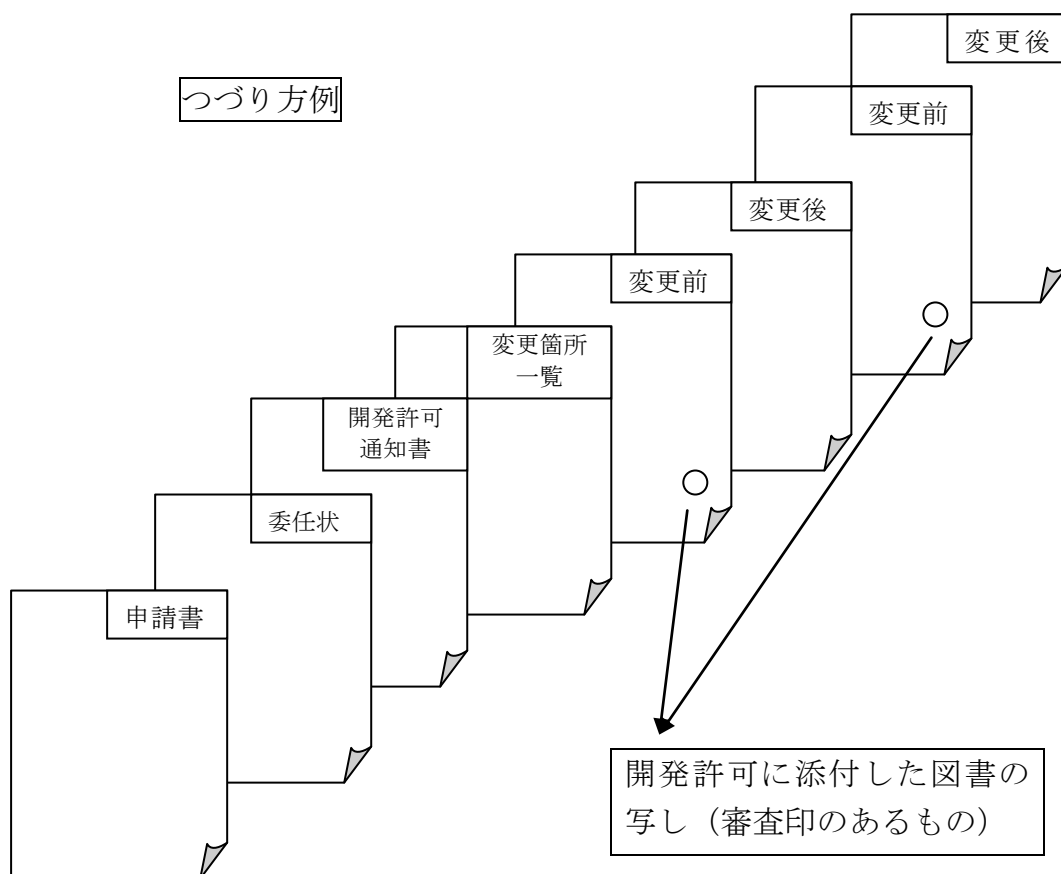 つづり方例
変更後
変更前
変更後
変更前
変更箇所
一覧
開発許可
通知書
委任状
申請書
開発許可に添付した図書の
写し（審査印のあるもの）